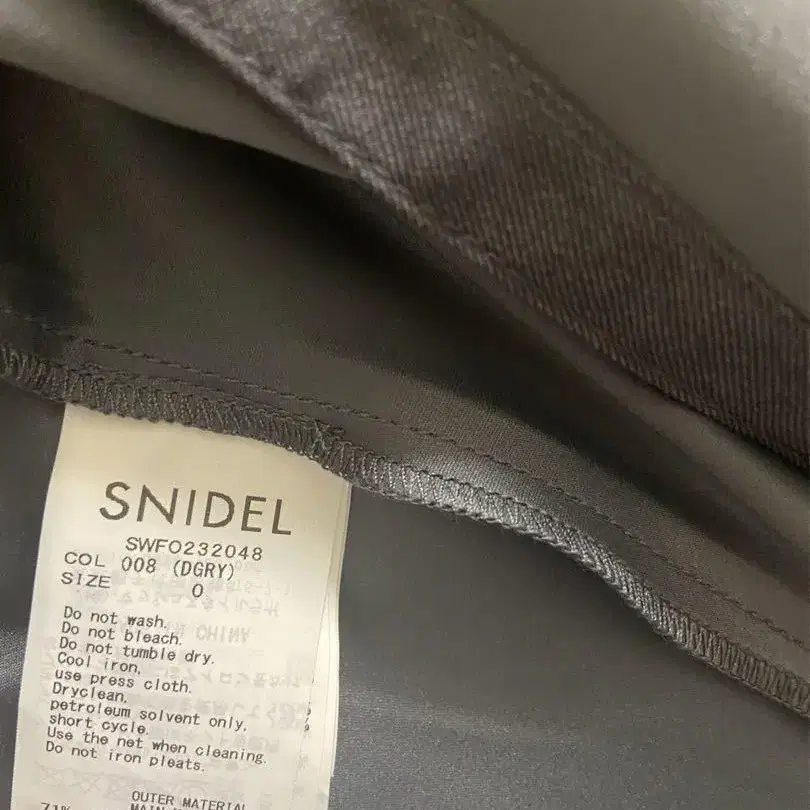 SNIDEL
SWFO232048
COL 008 (DGRY)
SIZE 0
Do not wash.
Do not bleach.
Do not tumble dry.
Cool iron,
use press cloth.
Dryclean,
petroleum solvent only,
short cycle.
Use the net when cleaning.
Do not iron pleats.
OUTER MATERIAL
71%